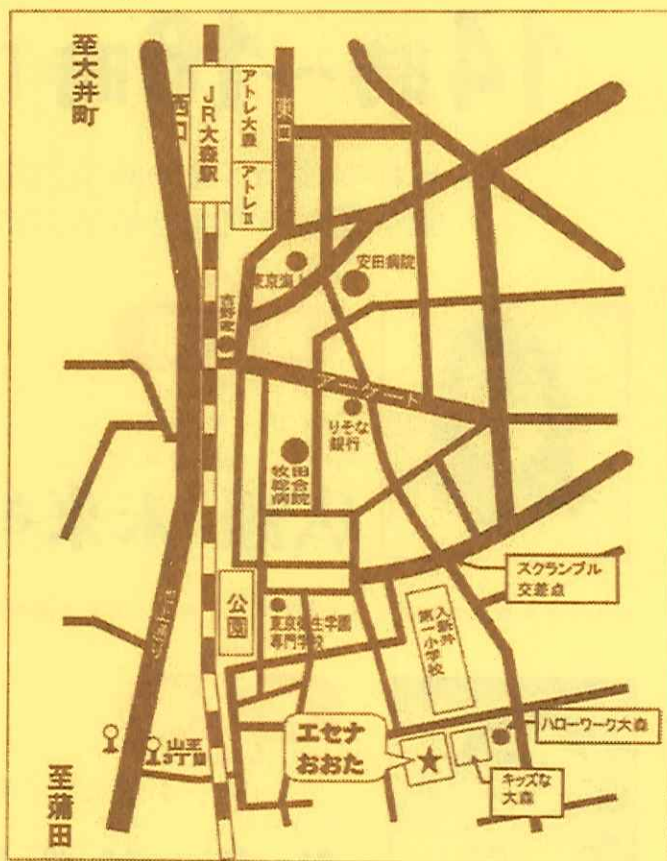 至大井町
西口
JR大森駅
アトレ大森
アトレⅡ
東口
東京海上
安田病院
吉野家
アーケード
りそな
銀行
牧田
総合
病院
スクランブル
交差点
公園
東京衛生学園
専門学校
入新井
第一小学校
エセナ
おおた
ハローワーク大森
キッズな
大森
山王
3丁目
至蒲田